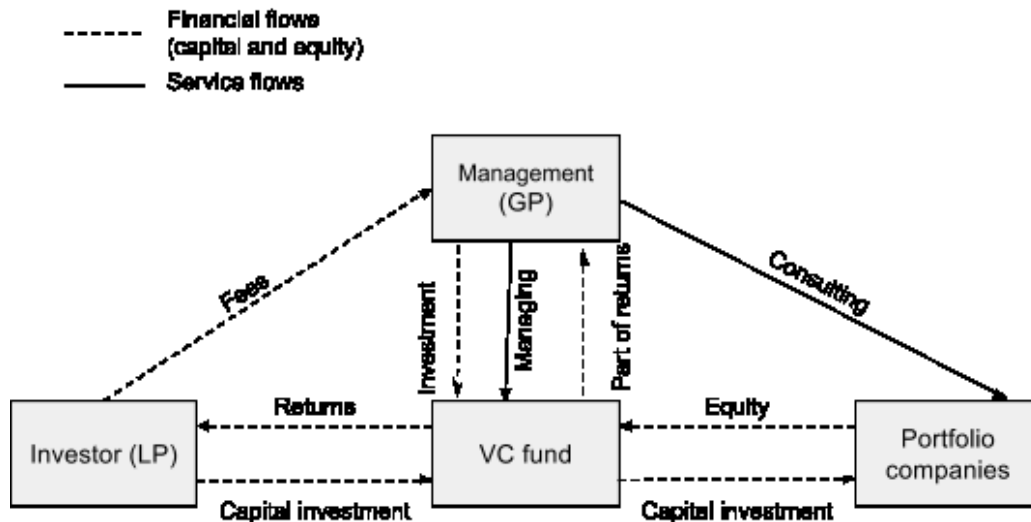 Financial flows
(capital and equity)
Service flows
Management
(GP)
Fees
Investment
Managing
Part of returns
Consulting
Returns
Equity
Investor (LP)
VC fund
Portfolio
companies
Capital investment
Capital investment